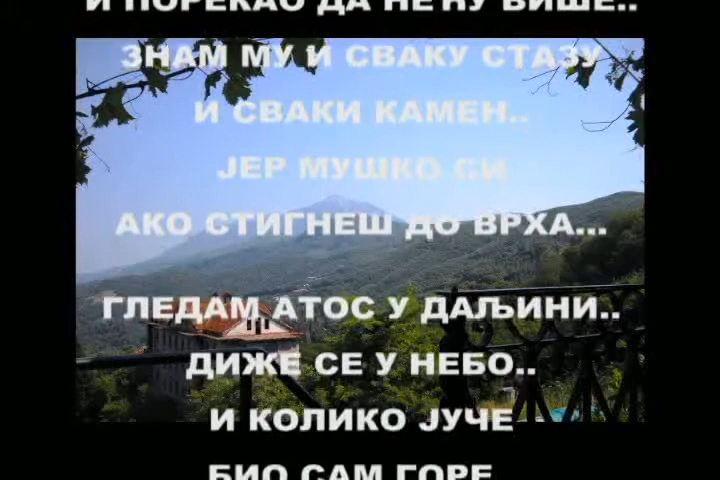 И ПОРЕКАО ДА НЕЋУ ВИШЕ..
ЗНАМ МУ И СВАКУ СТАЗУ
И СВАКИ КАМЕН..
ЈЕР МУШКО СИ
АКО СТИГНЕШ ДО ВРХА...
ГЛЕДАМ АТОС У ДАЉИНИ..
ДИЖЕ СЕ У НЕБО..
И КОЛИКО ЈУЧЕ
БИО САМ ГОРЕ